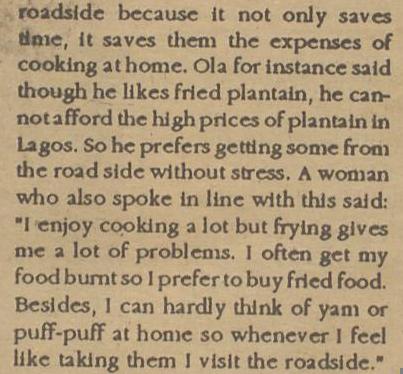 roadside because it not only saves
time, it saves them the expenses of
cooking at home. Ola for instance said
though he likes fried plantain, he can-
not afford the high prices of plantain in
Lagos. So he prefers getting some from
the road side without stress. A woman
who also spoke in line with this said:
"I enjoy cooking a lot but frying gives
me a lot of problems. I often get my
food burnt so I prefer to buy fried food.
Besides, I can hardly think of yam or
puff-puff at home so whenever I feel
like taking them I visit the roadside."